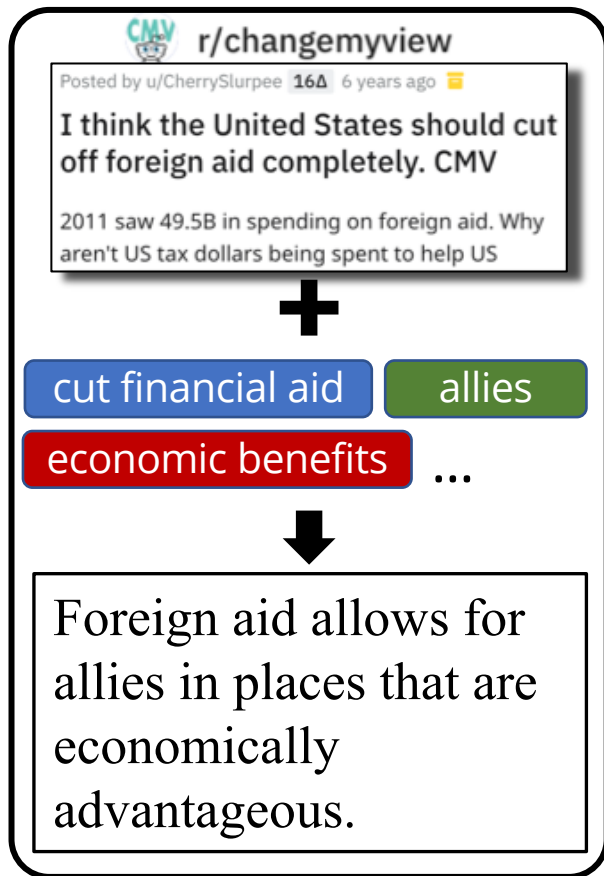 CMV
r/changemyview
Posted by u/CherrySlurpee 16Δ 6 years ago
I think the United States should cut
off foreign aid completely. CMV
2011 saw 49.5B in spending on foreign aid. Why
aren't US tax dollars being spent to help US
+
cut financial aid
allies
economic benefits
...
Foreign aid allows for
allies in places that are
economically
advantageous.